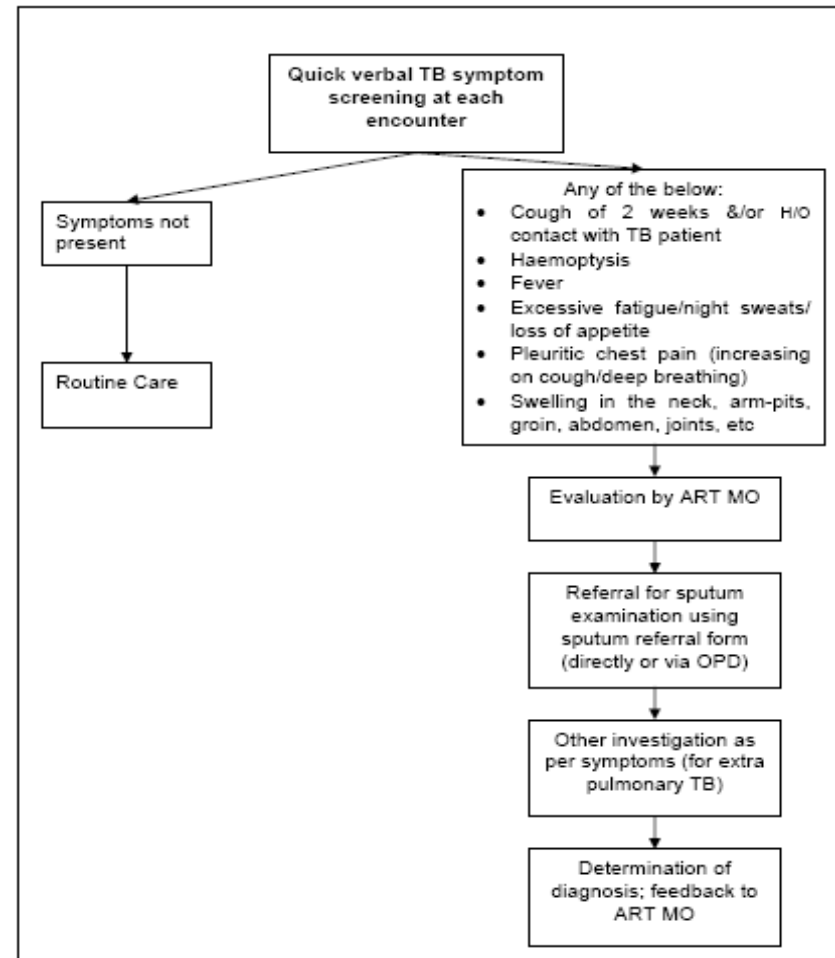 Quick verbal TB symptom
screening at each
encounter
Symptoms not
present
Routine Care
Any of the below:
• Cough of 2 weeks &/or H/O
contact with TB patient
• Haemoptysis
• Fever
• Excessive fatigue/night sweats/
loss of appetite
• Pleuritic chest pain (increasing
on cough/deep breathing)
• Swelling in the neck, arm-pits,
groin, abdomen, joints, etc
Evaluation by ART MO
Referral for sputum
examination using
sputum referral form
(directly or via OPD)
Other investigation as
per symptoms (for extra
pulmonary TB)
Determination of
diagnosis; feedback to
ART MO